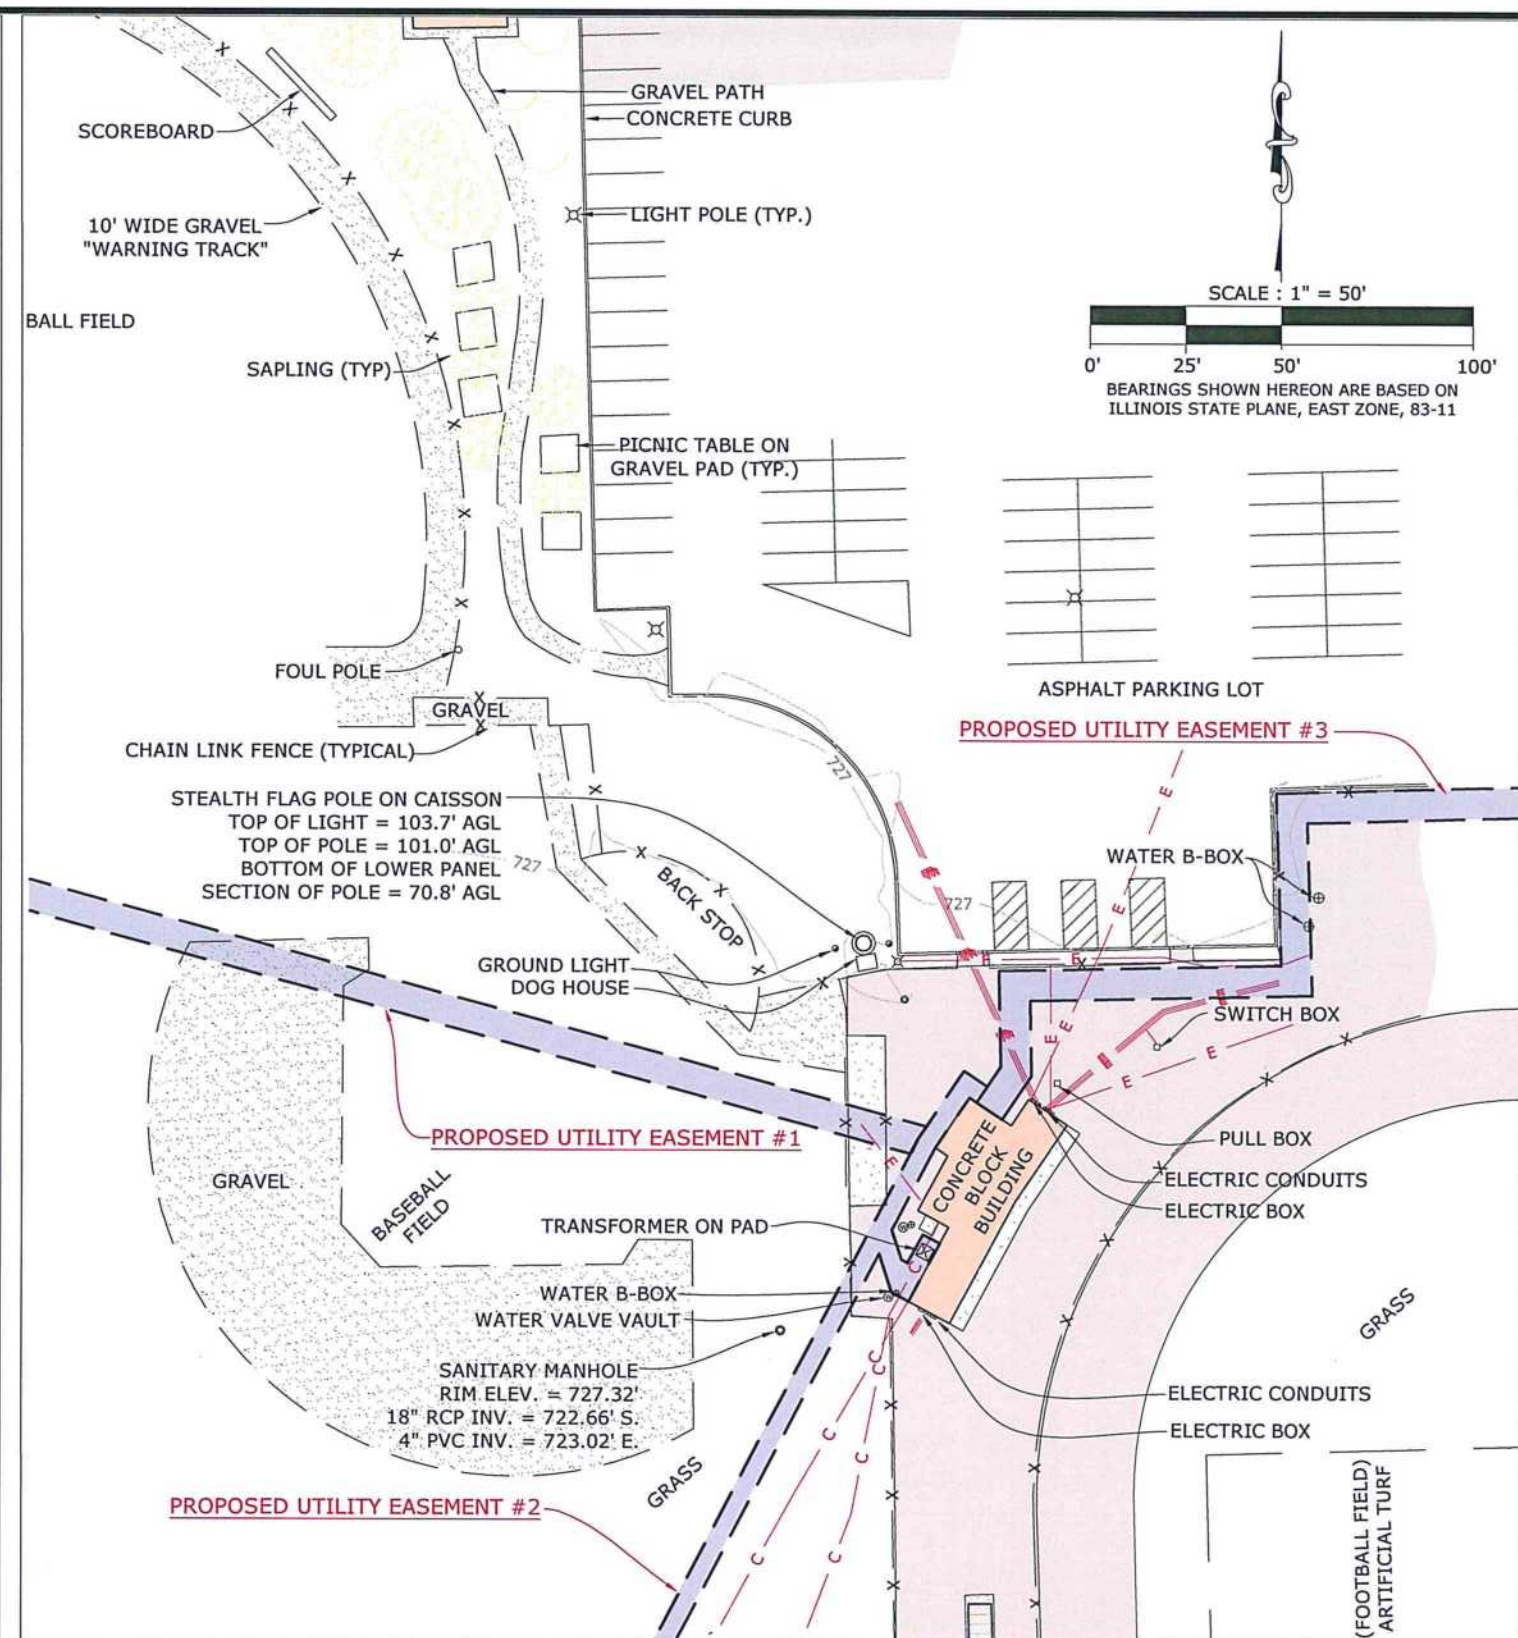 GRAVEL PATH
CONCRETE CURB
SCOREBOARD
LIGHT POLE (TYP.)
10' WIDE GRAVEL
"WARNING TRACK"
SCALE : 1" = 50'
0' 25' 50' 100'
BEARINGS SHOWN HEREON ARE BASED ON
ILLINOIS STATE PLANE, EAST ZONE, 83-11
BALL FIELD
SAPLING (TYP)
PICNIC TABLE ON
GRAVEL PAD (TYP.)
FOUL POLE
GRAVEL
ASPHALT PARKING LOT
PROPOSED UTILITY EASEMENT #3
CHAIN LINK FENCE (TYPICAL)
727
STEALTH FLAG POLE ON CAISSON
TOP OF LIGHT = 103.7' AGL
TOP OF POLE = 101.0' AGL
BOTTOM OF LOWER PANEL
SECTION OF POLE = 70.8' AGL
727
BACK STOP
727
WATER B-BOX
GROUND LIGHT
DOG HOUSE
E
E
E
E
E
E
E
E
E
SWITCH BOX
PROPOSED UTILITY EASEMENT #1
PULL BOX
GRAVEL
BASEBALL
FIELD
CONCRETE
BLOCK
BUILDING
ELECTRIC CONDUITS
ELECTRIC BOX
TRANSFORMER ON PAD
WATER B-BOX
WATER VALVE VAULT
GRASS
SANITARY MANHOLE
RIM ELEV. = 727.32'
18" RCP INV. = 722.66' S.
4" PVC INV. = 723.02' E.
C
C
C
C
C
C
C
ELECTRIC CONDUITS
ELECTRIC BOX
GRASS
PROPOSED UTILITY EASEMENT #2
(FOOTBALL FIELD)
ARTIFICIAL TURF